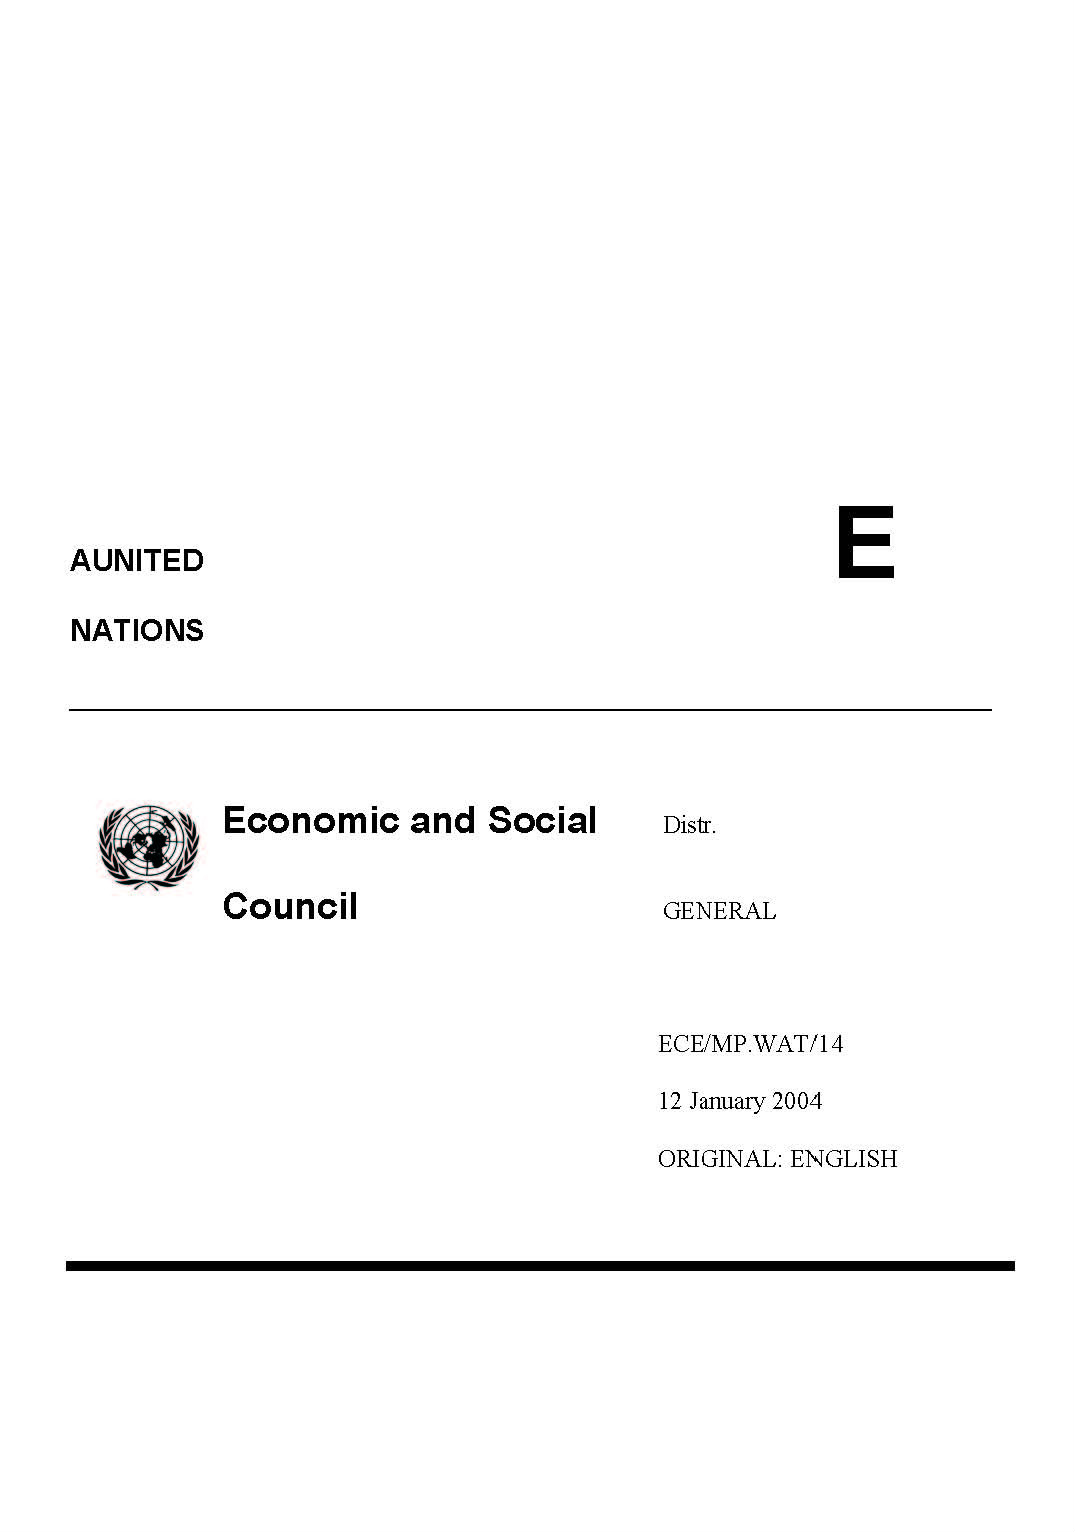 AUNITED
E
NATIONS
Economic and Social
Distr.
Council
GENERAL
ECE/MP.WAT/14
12 January 2004
ORIGINAL: ENGLISH